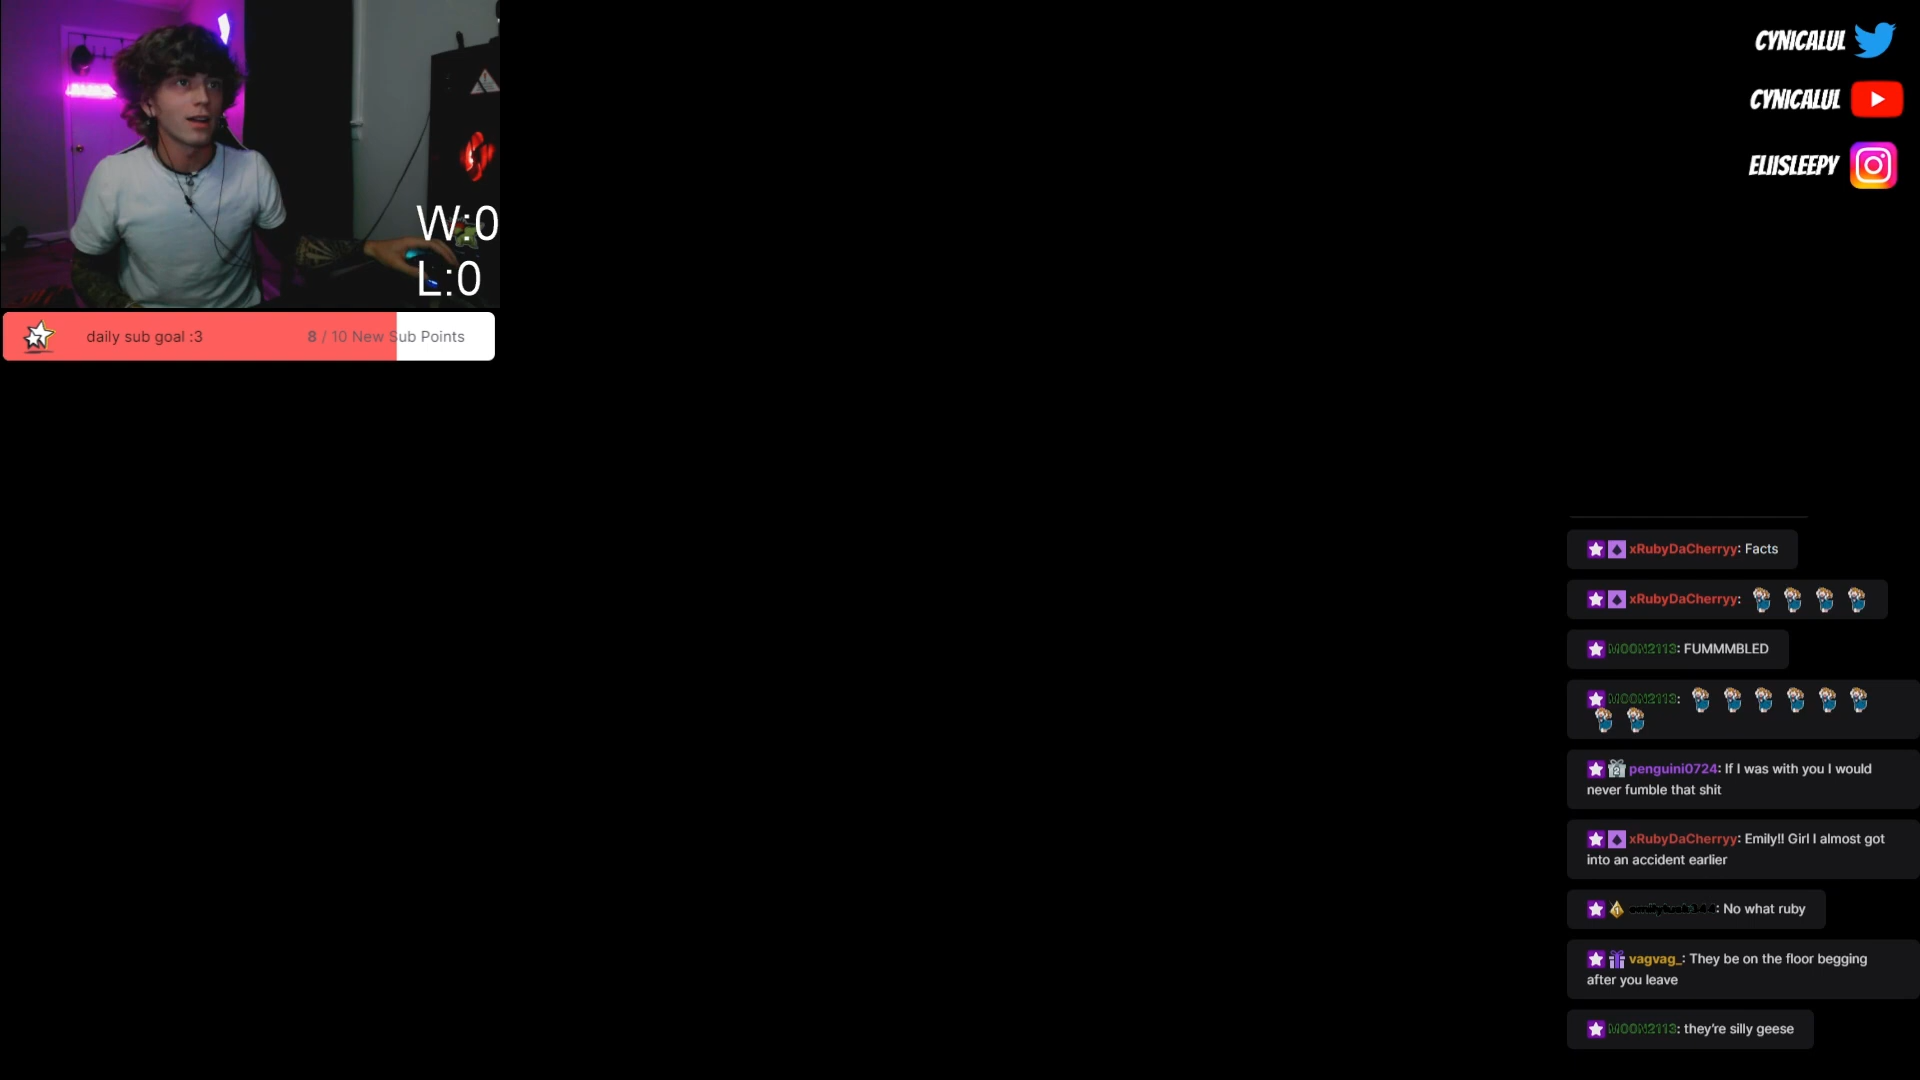 CYNICALUL
CYNICALUL
ELIISLEEPY
W:0
L:0
daily sub goal :3
8 / 10 New Sub Points
xRubyDaCherryy: Facts
xRubyDaCherryy:
M00N2113: FUMMMBLED
M00N2113:
penguini0724: If I was with you I would
never fumble that shit
xRubyDaCherryy: Emily!! Girl I almost got
into an accident earlier
: No what ruby
vagvag_: They be on the floor begging
after you leave
M00N2113: they're silly geese